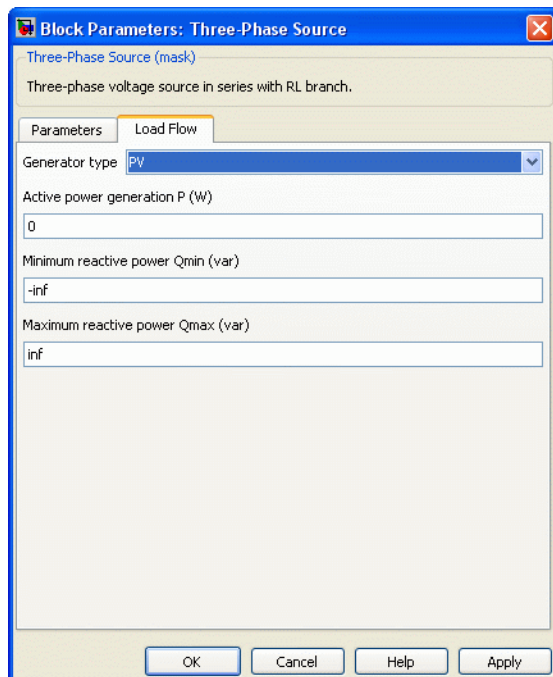 Block Parameters: Three-Phase Source
Three-Phase Source (mask)
Three-phase voltage source in series with RL branch.
Parameters Load Flow
Generator type PV
Active power generation P (W)
0
Minimum reactive power Qmin (var)
-inf
Maximum reactive power Qmax (var)
inf
OK Cancel Help Apply